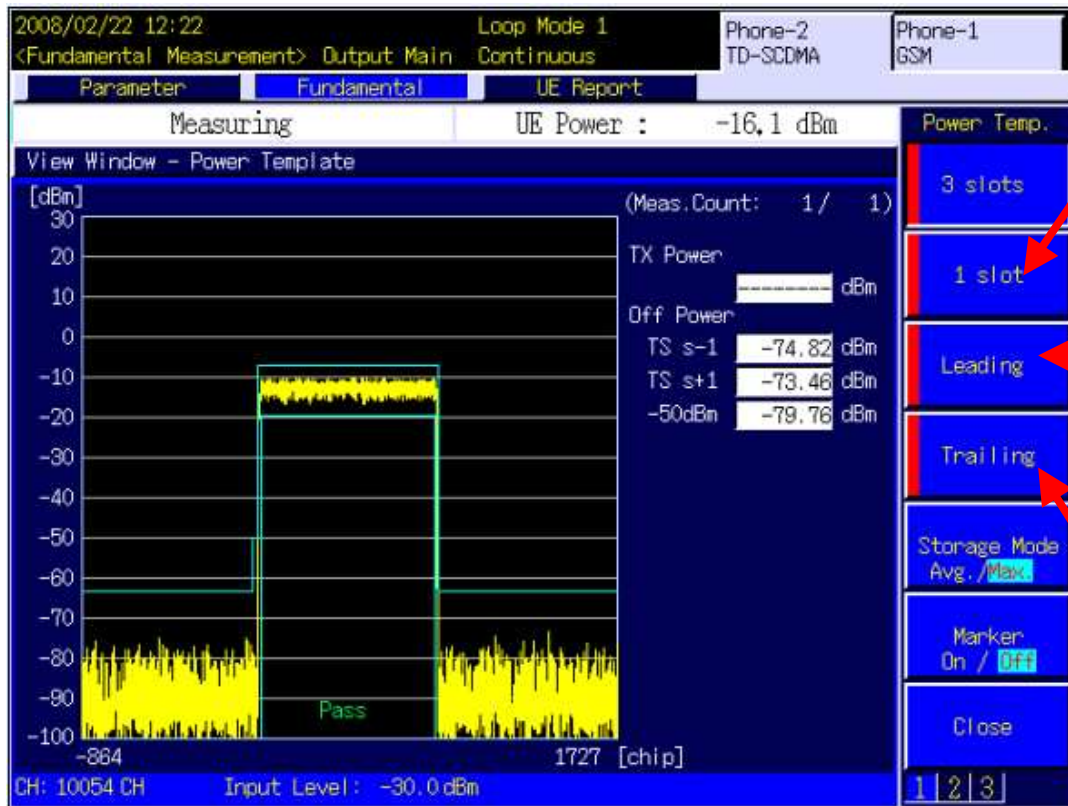 2008/02/22 12:22 Loop Mode 1 Phone-2 Phone-1
<Fundamental Measurement> Output Main Continuous TD-SCDMA GSM
Parameter Fundamental UE Report
Measuring UE Power : -16.1 dBm Power Temp.
View Window - Power Template
[dBm] (Meas.Count: 1/ 1) 3 slots
30
20 TX Power
-------- dBm 1 slot
10
Off Power
0 TS s-1 -74.82 dBm
Leading
-10 TS s+1 -73.46 dBm
-20 -50dBm -79.76 dBm
-30 Trailing
-40
-50 Storage Mode
-60 Avg./Max.
-70
Marker
-80 On / Off
-90 Pass
Close
-100
-864 1727 [chip]
CH: 10054 CH Input Level: -30.0 dBm 1 2 3